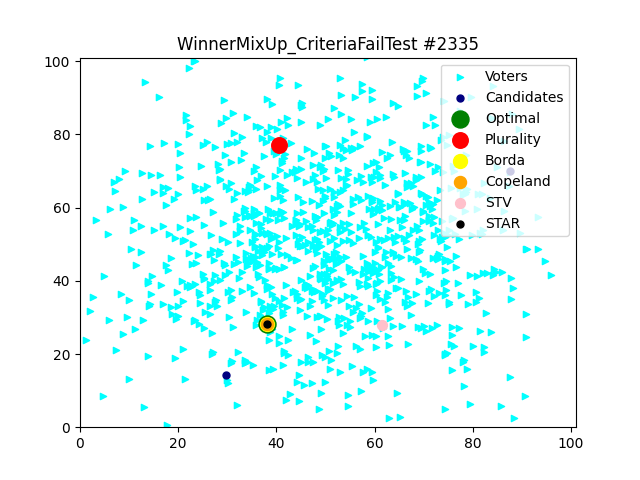 WinnerMixUp_CriteriaFailTest #2335
Voters
Candidates
Optimal
Plurality
Borda
Copeland
STV
STAR
100
80
60
40
20
0
0 20 40 60 80 100